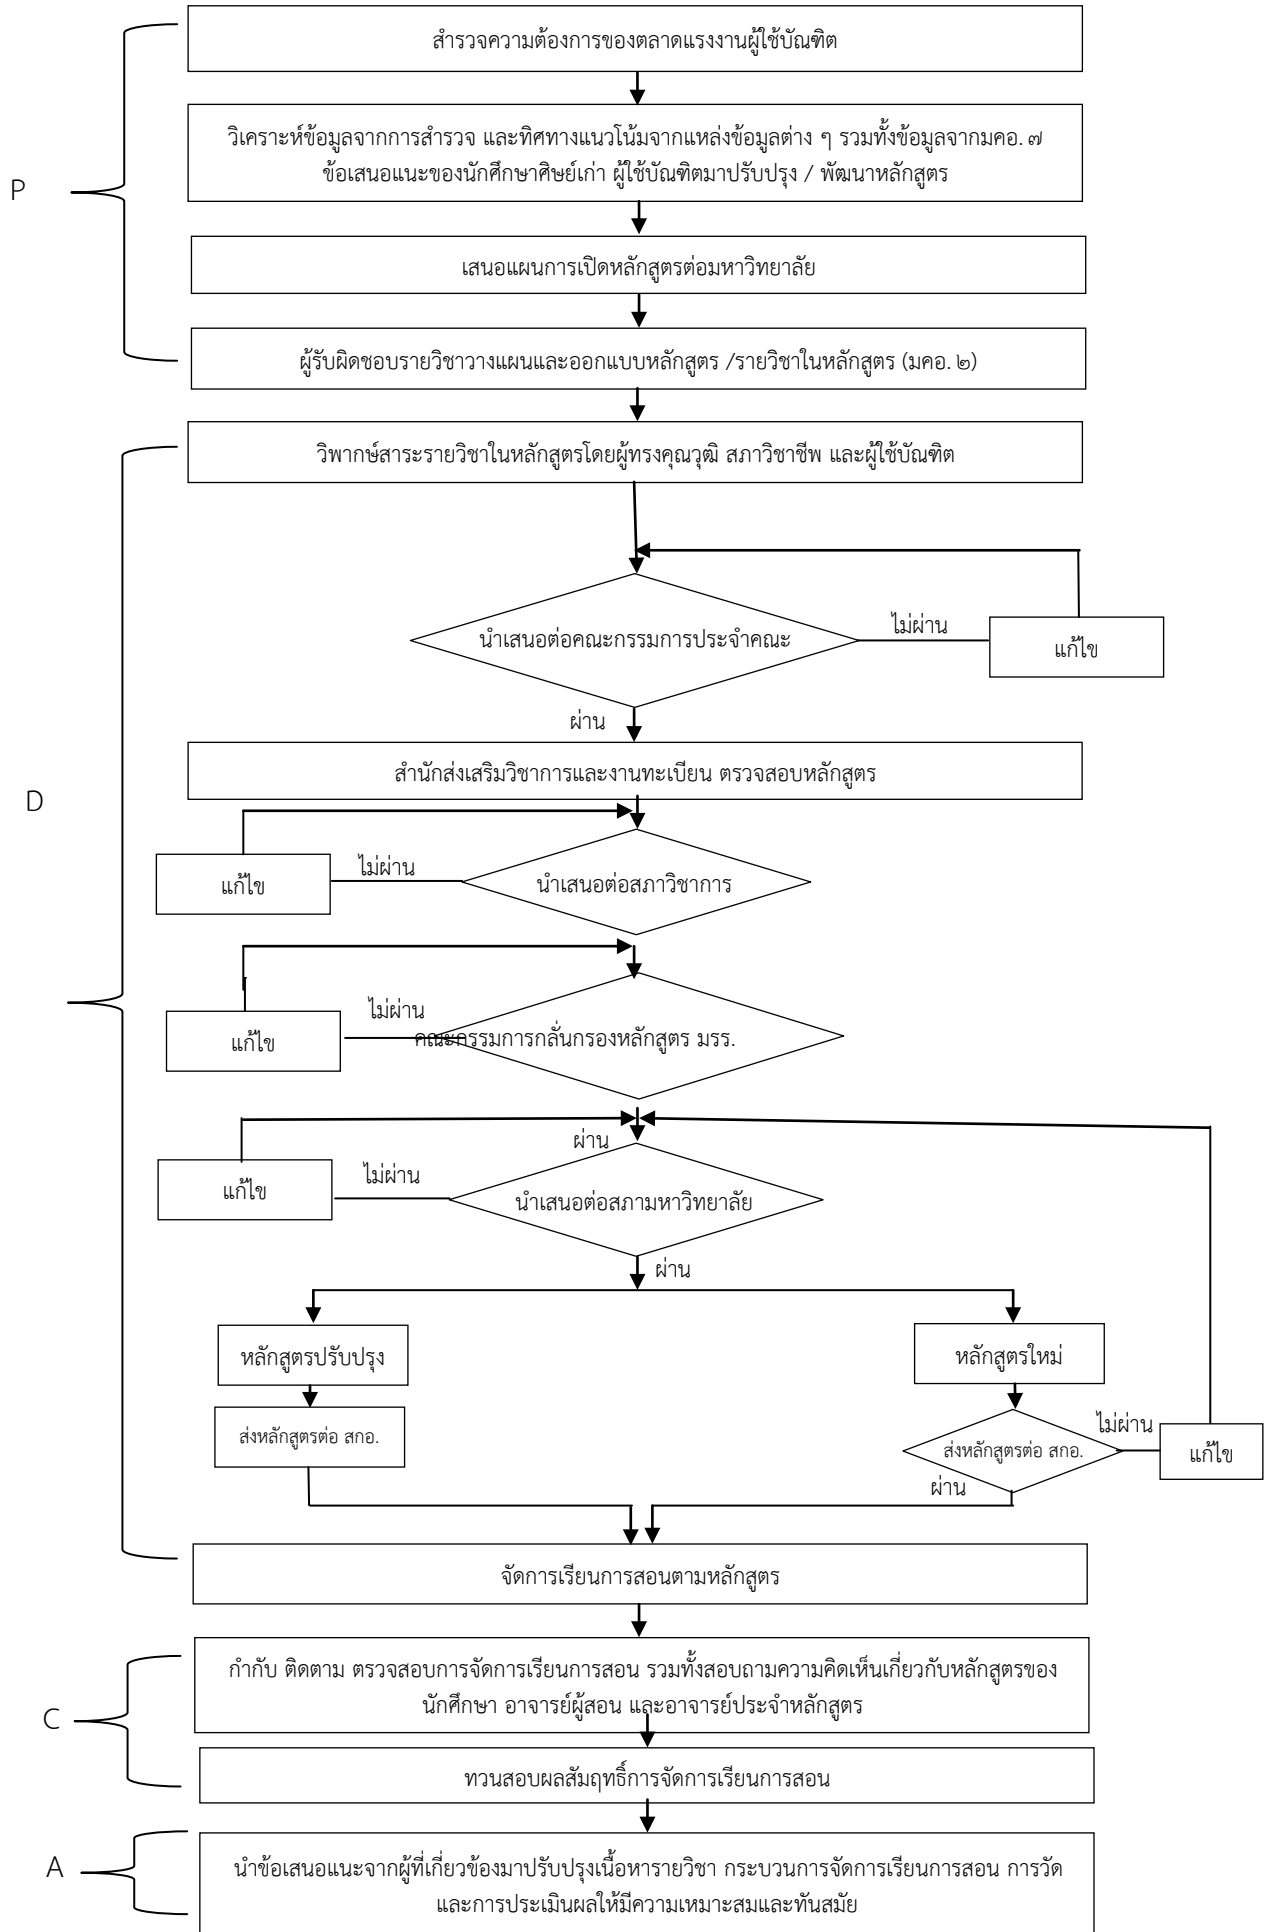 สำรวจความต้องการของตลาดแรงงานผู้ใช้บัณฑิต
วิเคราะห์ข้อมูลจากการสำรวจ และทิศทางแนวโน้มจากแหล่งข้อมูลต่าง ๆ รวมทั้งข้อมูลจากมคอ. ๗
ข้อเสนอแนะของนักศึกษาศิษย์เก่า ผู้ใช้บัณฑิตมาปรับปรุง / พัฒนาหลักสูตร
P
เสนอแผนการเปิดหลักสูตรต่อมหาวิทยาลัย
ผู้รับผิดชอบรายวิชาวางแผนและออกแบบหลักสูตร /รายวิชาในหลักสูตร (มคอ. ๒)
วิพากษ์สาระรายวิชาในหลักสูตรโดยผู้ทรงคุณวุฒิ สภาวิชาชีพ และผู้ใช้บัณฑิต
นำเสนอต่อคณะกรรมการประจำคณะ
ไม่ผ่าน
แก้ไข
ผ่าน
สำนักส่งเสริมวิชาการและงานทะเบียน ตรวจสอบหลักสูตร
D
แก้ไข
ไม่ผ่าน
นำเสนอต่อสภาวิชาการ
แก้ไข
ไม่ผ่าน
คณะกรรมการกลั่นกรองหลักสูตร มรร.
ผ่าน
แก้ไข
ไม่ผ่าน
นำเสนอต่อสภามหาวิทยาลัย
ผ่าน
หลักสูตรปรับปรุง
หลักสูตรใหม่
ส่งหลักสูตรต่อ สกอ.
ส่งหลักสูตรต่อ สกอ.
ไม่ผ่าน
แก้ไข
ผ่าน
จัดการเรียนการสอนตามหลักสูตร
กำกับ ติดตาม ตรวจสอบการจัดการเรียนการสอน รวมทั้งสอบถามความคิดเห็นเกี่ยวกับหลักสูตรของ
นักศึกษา อาจารย์ผู้สอน และอาจารย์ประจำหลักสูตร
C
ทวนสอบผลสัมฤทธิ์การจัดการเรียนการสอน
A
นำข้อเสนอแนะจากผู้ที่เกี่ยวข้องมาปรับปรุงเนื้อหารายวิชา กระบวนการจัดการเรียนการสอน การวัด
และการประเมินผลให้มีความเหมาะสมและทันสมัย